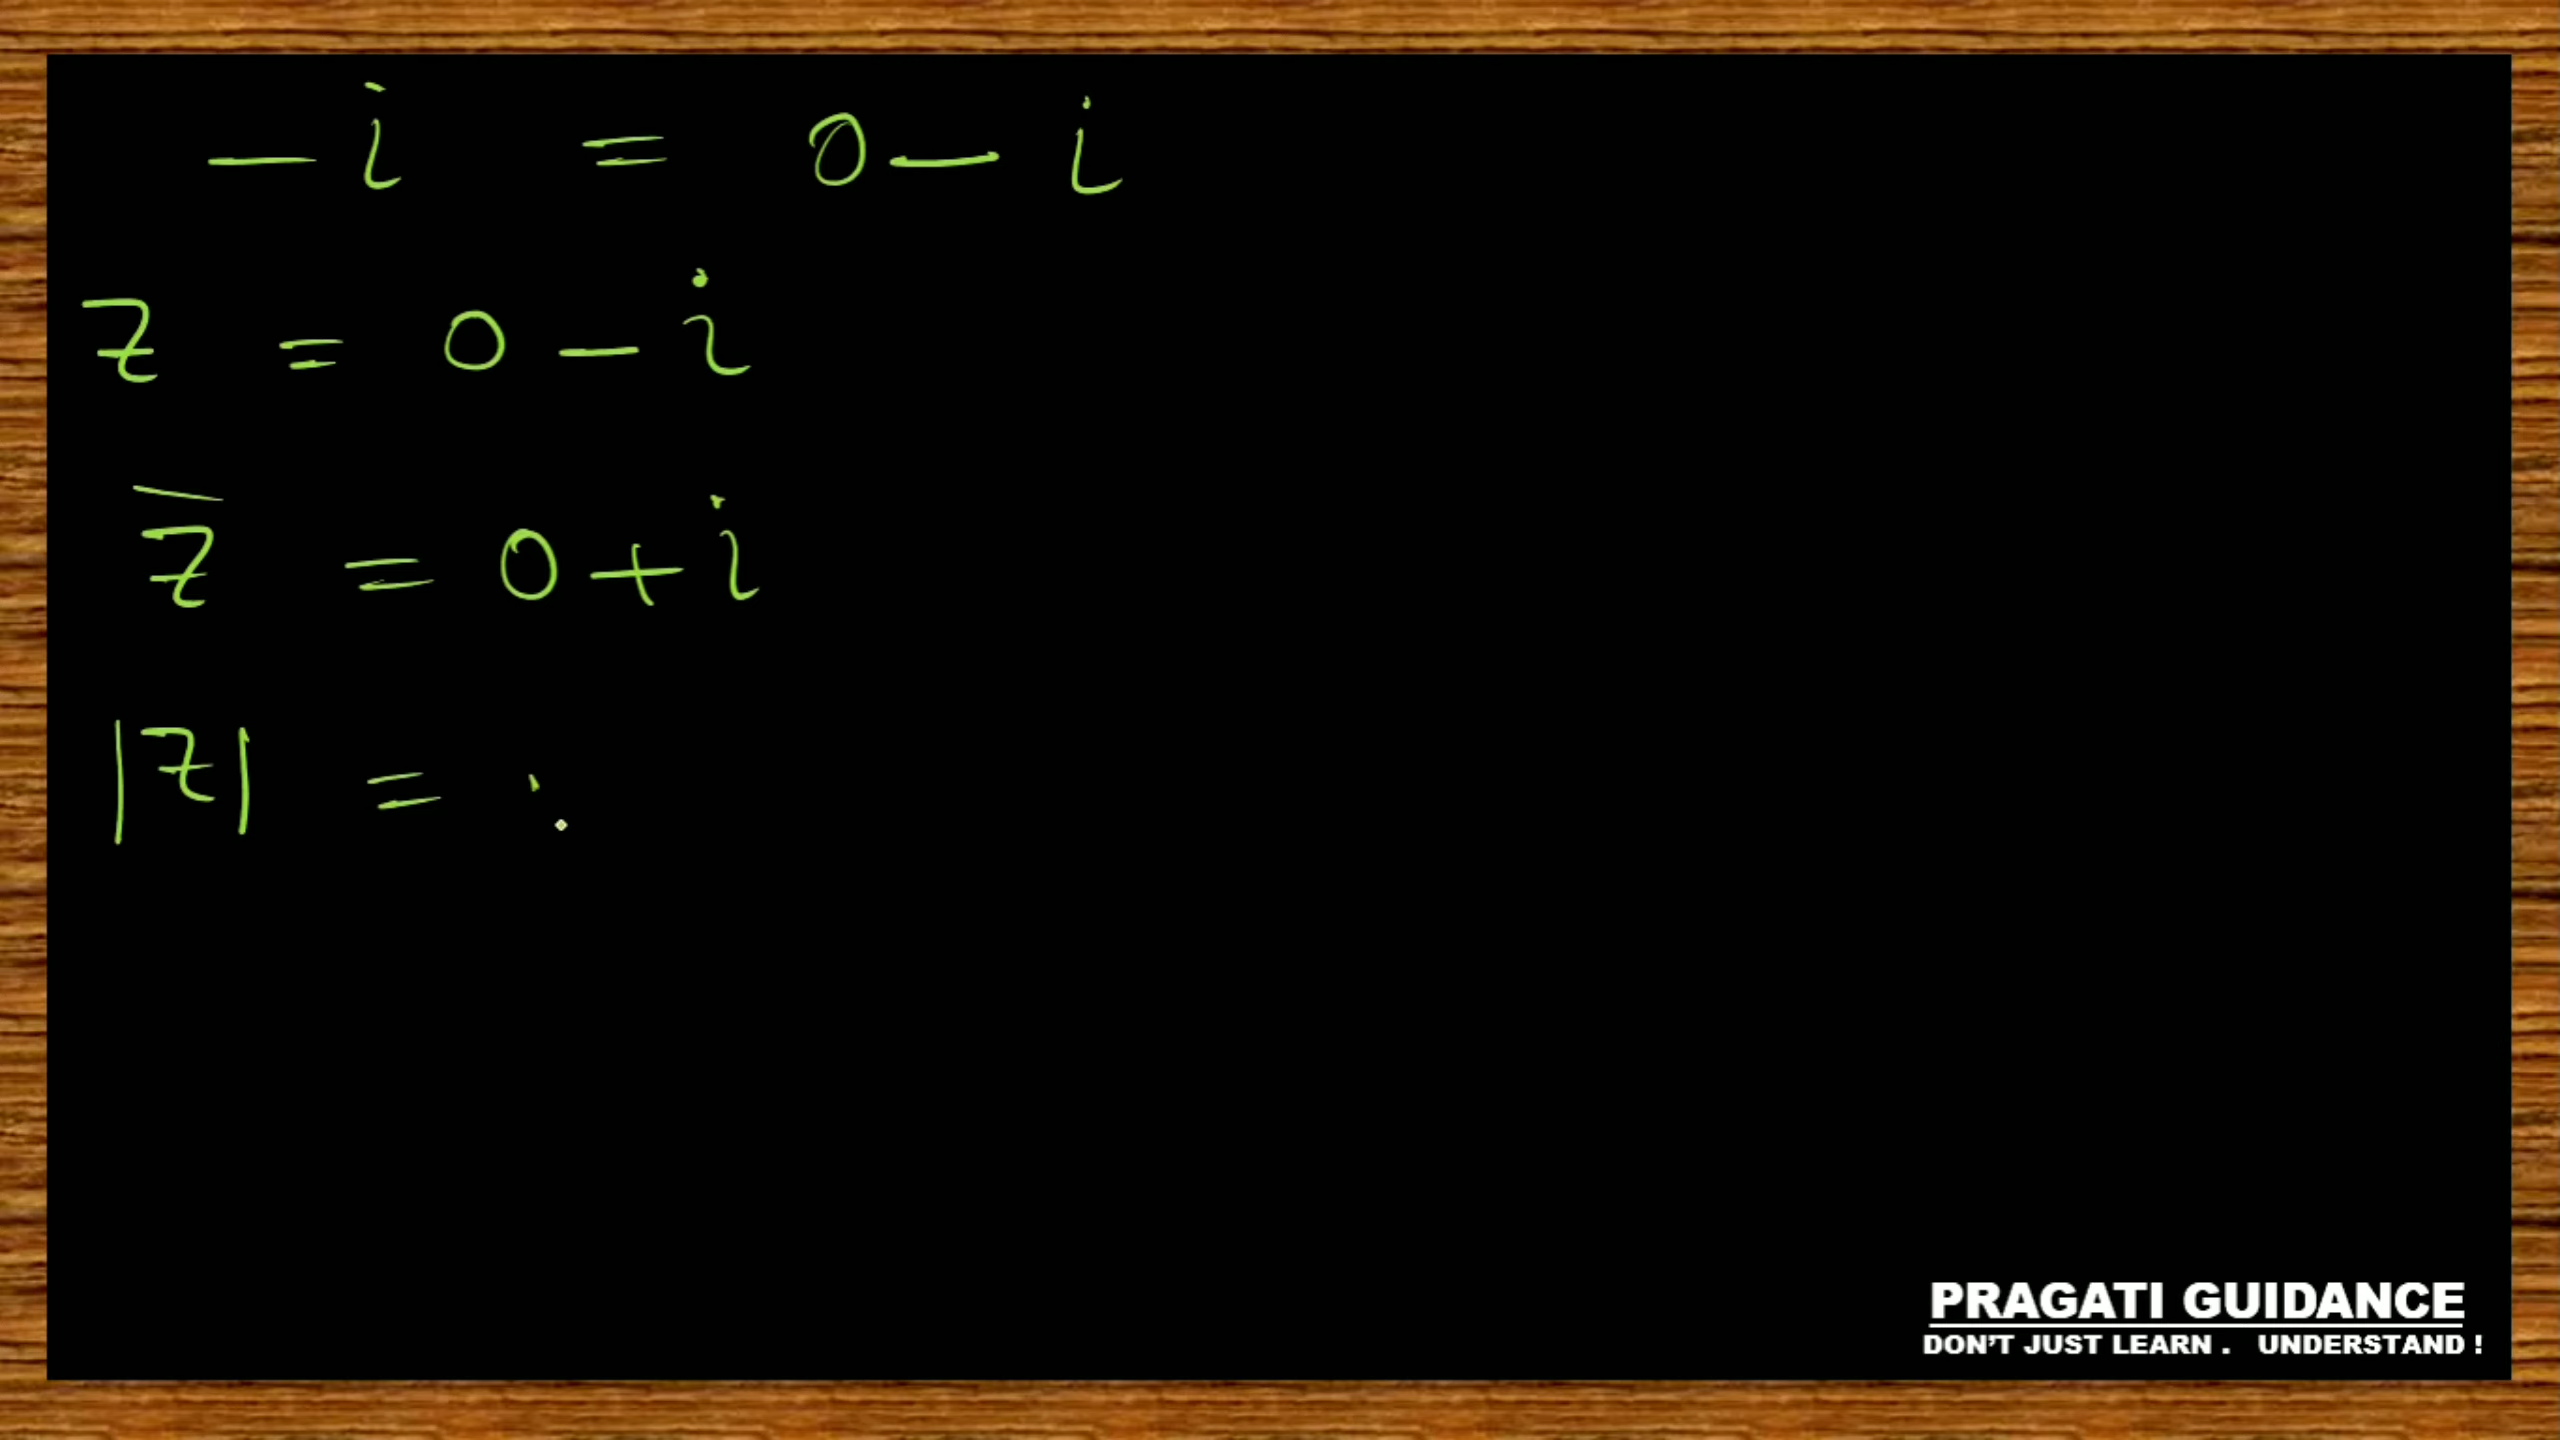 -i = 0 - i
z = 0 - i
z̅ = 0 + i
|z| =
PRAGATI GUIDANCE
DON'T JUST LEARN . UNDERSTAND !